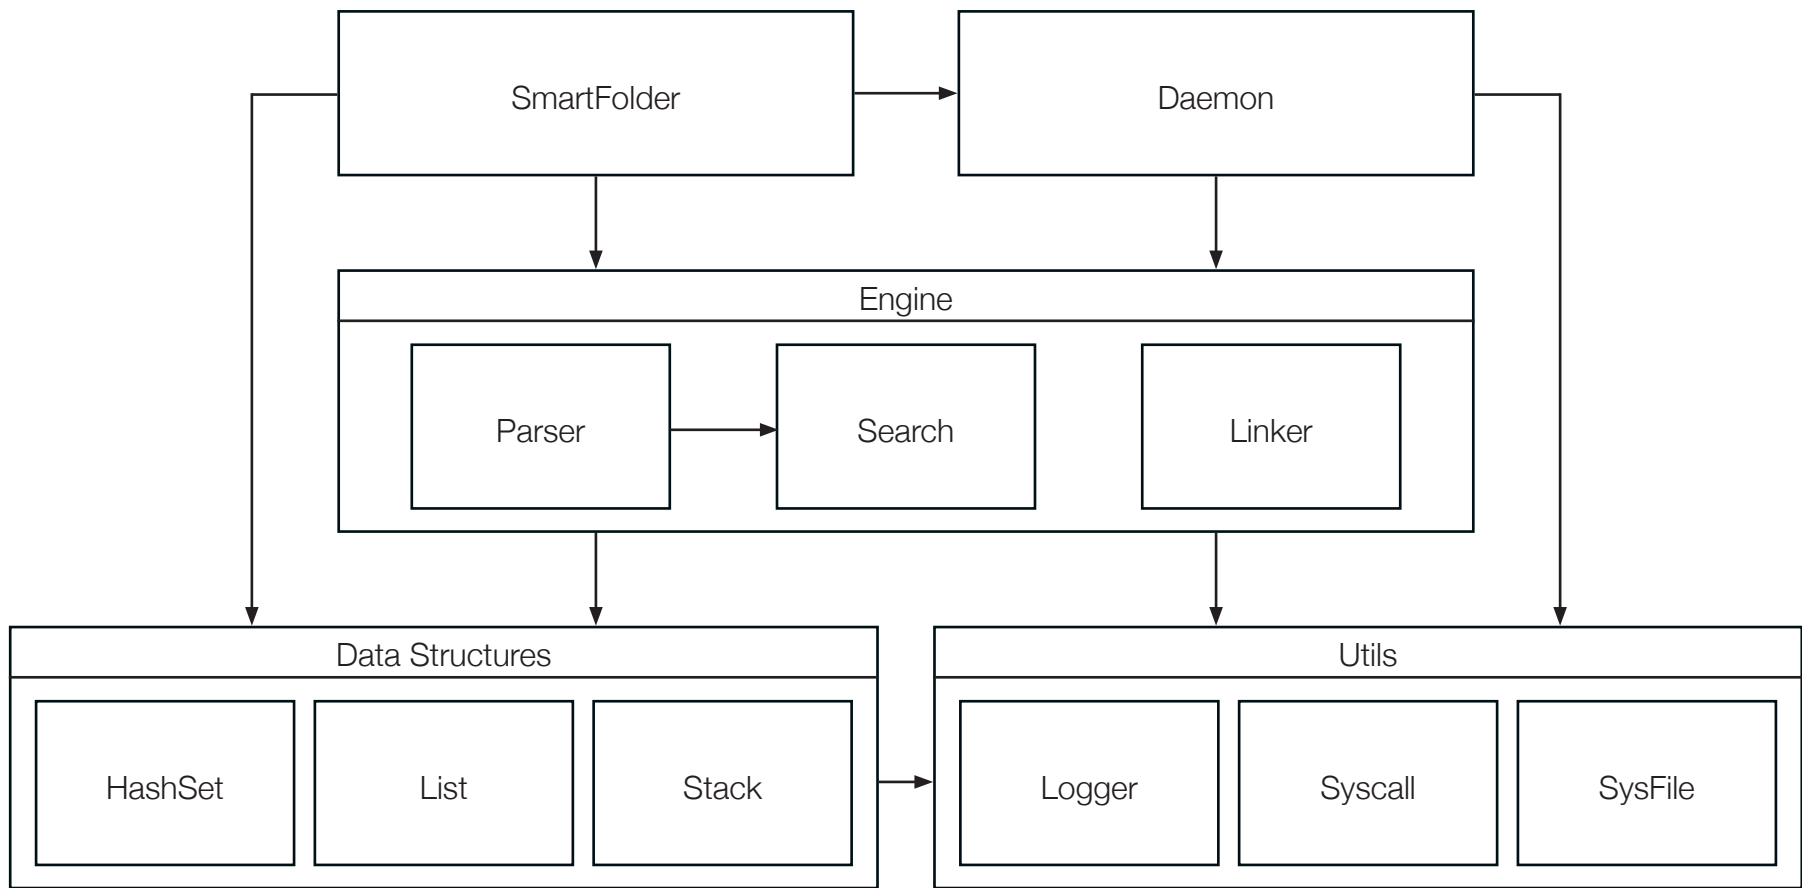 SmartFolder
Daemon
Engine
Parser
Search
Linker
Data Structures
Utils
HashSet
List
Stack
Logger
Syscall
SysFile